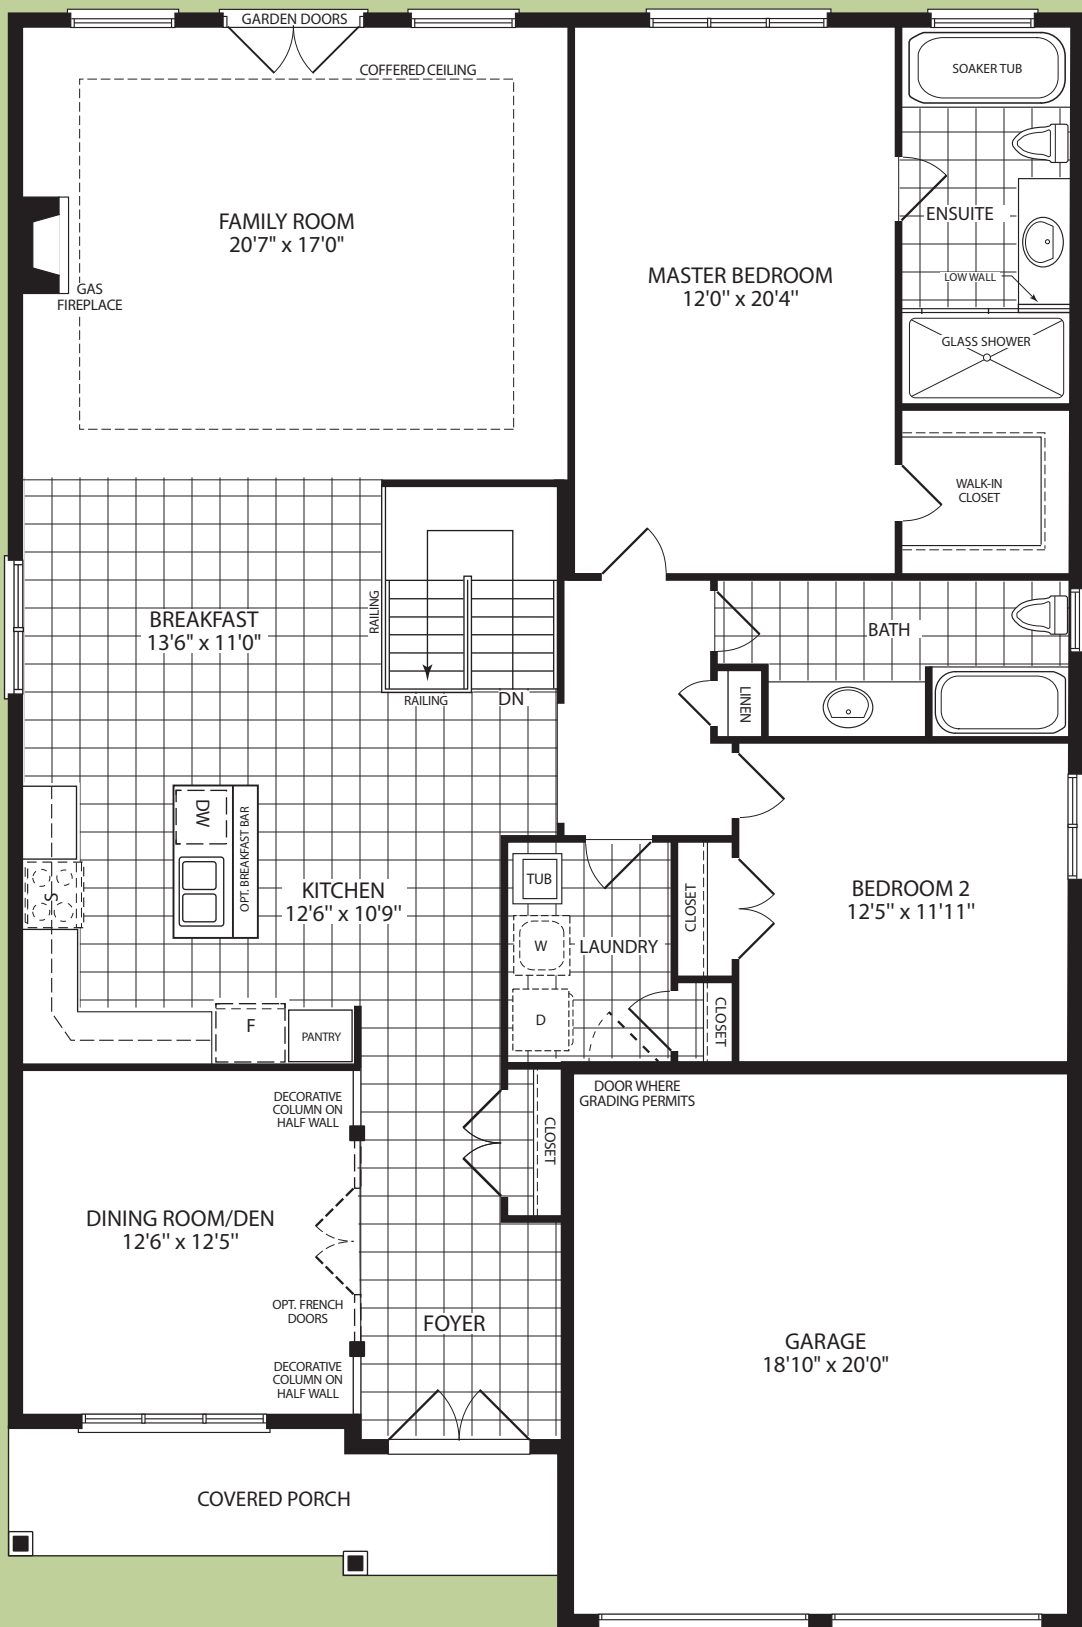 GARDEN DOORS
COFFERED CEILING
SOAKER TUB
FAMILY ROOM
20'7" x 17'0"
GAS
FIREPLACE
MASTER BEDROOM
12'0" x 20'4"
ENSUITE
LOW WALL
GLASS SHOWER
WALK-IN
CLOSET
BREAKFAST
13'6" x 11'0"
RAILING
RAILING
DN
BATH
LINEN
DW
OPT. BREAKFAST BAR
S
KITCHEN
12'6" x 10'9"
F
PANTRY
TUB
W
LAUNDRY
D
CLOSET
CLOSET
BEDROOM 2
12'5" x 11'11"
DECORATIVE
COLUMN ON
HALF WALL
CLOSET
DOOR WHERE
GRADING PERMITS
DINING ROOM/DEN
12'6" x 12'5"
OPT. FRENCH
DOORS
FOYER
DECORATIVE
COLUMN ON
HALF WALL
GARAGE
18'10" x 20'0"
COVERED PORCH